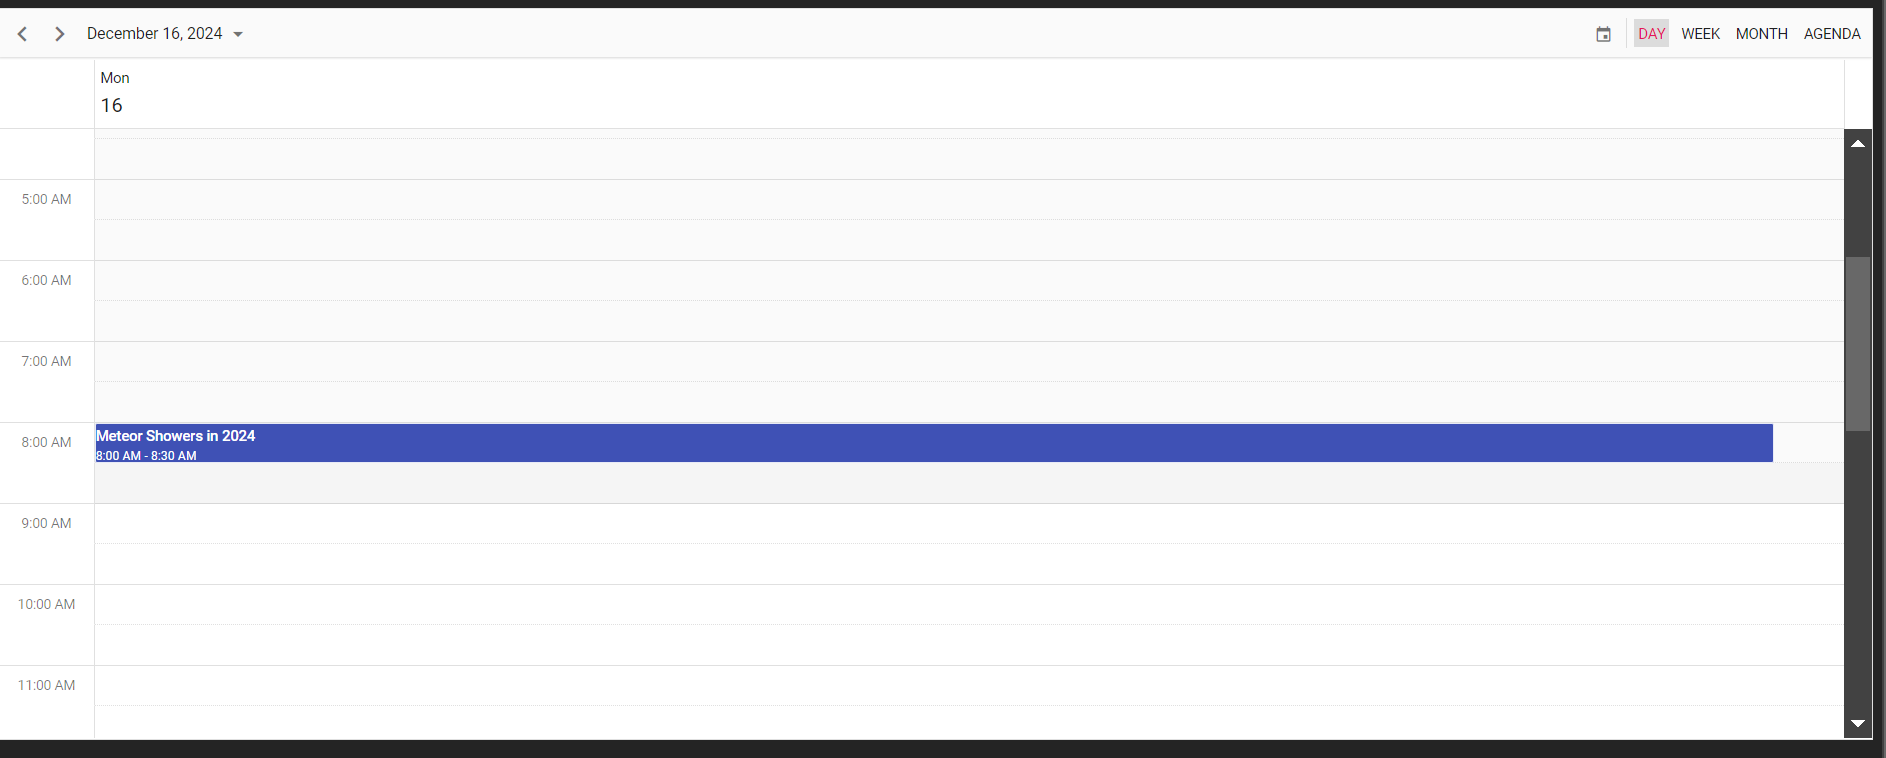 December 16, 2024
DAY WEEK MONTH AGENDA
Mon
16
5:00 AM
6:00 AM
7:00 AM
8:00 AM
Meteor Showers in 2024
8:00 AM - 8:30 AM
9:00 AM
10:00 AM
11:00 AM